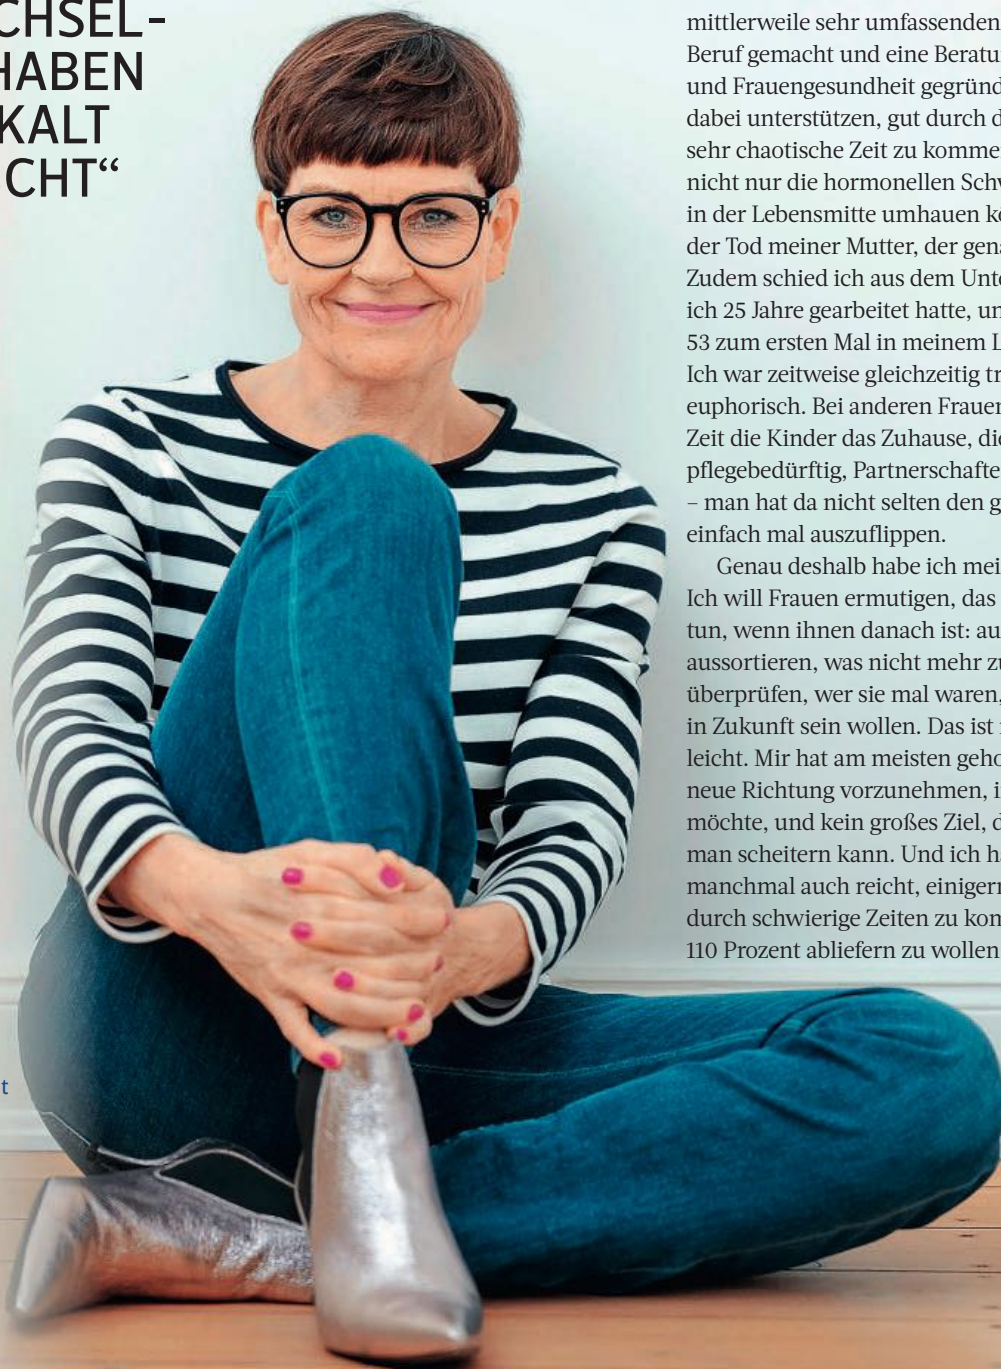 CHSEL-
HABEN
KALT
CHT“
mittlerweile sehr umfassenden
Beruf gemacht und eine Beratu
und Frauengesundheit gegründ
dabei unterstützen, gut durch d
sehr chaotische Zeit zu komme
nicht nur die hormonellen Schw
in der Lebensmitte umhauen kö
der Tod meiner Mutter, der gena
Zudem schied ich aus dem Unte
ich 25 Jahre gearbeitet hatte, un
53 zum ersten Mal in meinem L
Ich war zeitweise gleichzeitig tr
euphorisch. Bei anderen Frauen
Zeit die Kinder das Zuhause, die
pflegebedürftig, Partnerschafte
– man hat da nicht selten den g
einfach mal auszuflippen.
Genau deshalb habe ich mei
Ich will Frauen ermutigen, das
tun, wenn ihnen danach ist: au
aussortieren, was nicht mehr zu
überprüfen, wer sie mal waren,
in Zukunft sein wollen. Das ist
leicht. Mir hat am meisten geho
neue Richtung vorzunehmen, i
möchte, und kein großes Ziel, d
man scheitern kann. Und ich ha
manchmal auch reicht, einigerm
durch schwierige Zeiten zu kom
110 Prozent abliefern zu wollen
t